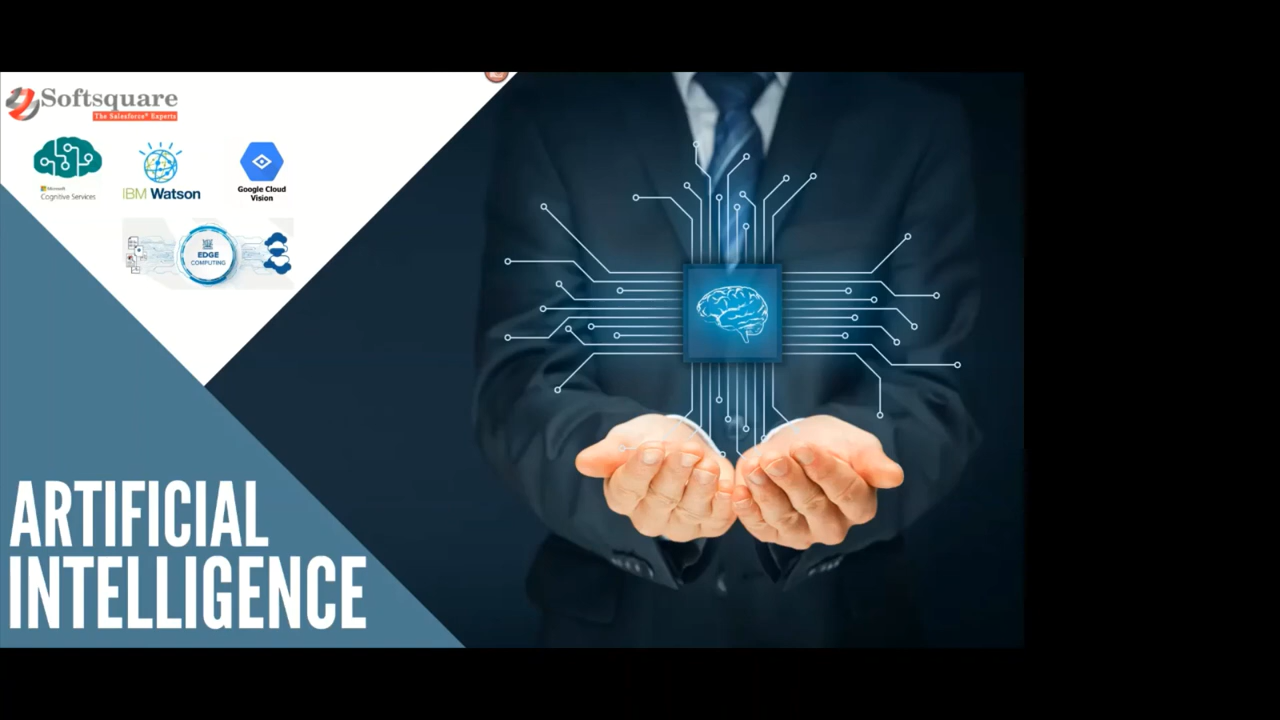 Softsquare
The Salesforce® Experts
Microsoft
Cognitive Services
IBM Watson
Google Cloud
Vision
EDGE
COMPUTING
ARTIFICIAL
INTELLIGENCE